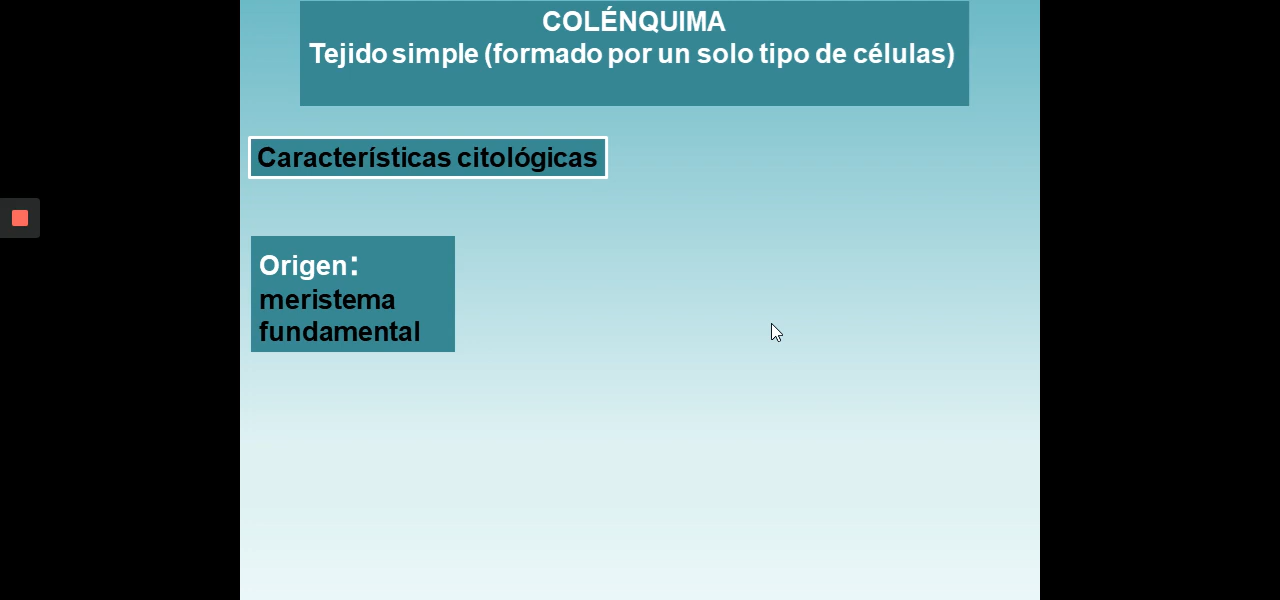 COLÉNQUIMA
Tejido simple (formado por un solo tipo de células)
Características citológicas
Origen:
meristema
fundamental